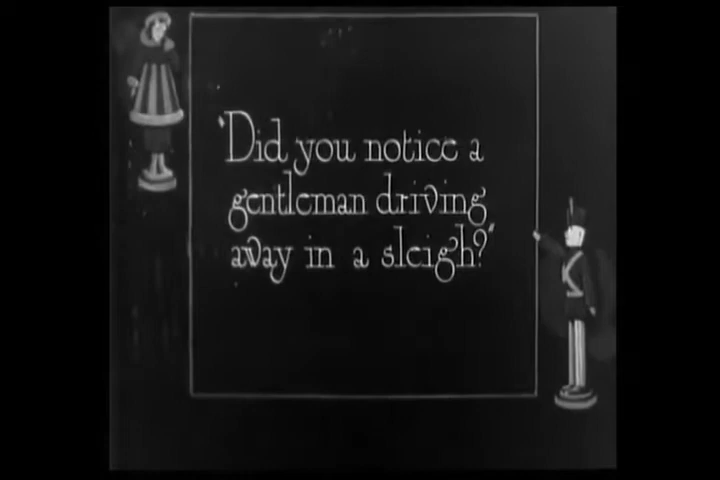 "Did you notice a
gentleman driving
away in a sleigh?"